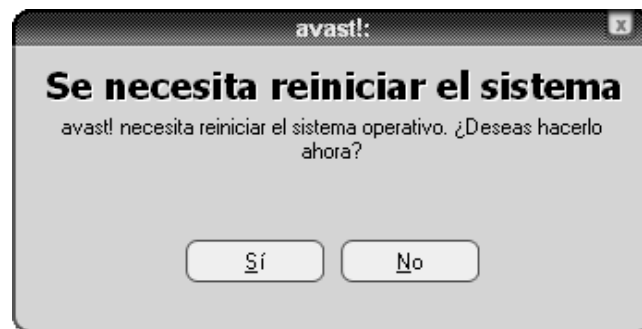 avast!:
x
Se necesita reiniciar el sistema
avast! necesita reiniciar el sistema operativo. ¿Deseas hacerlo
ahora?
Sí No